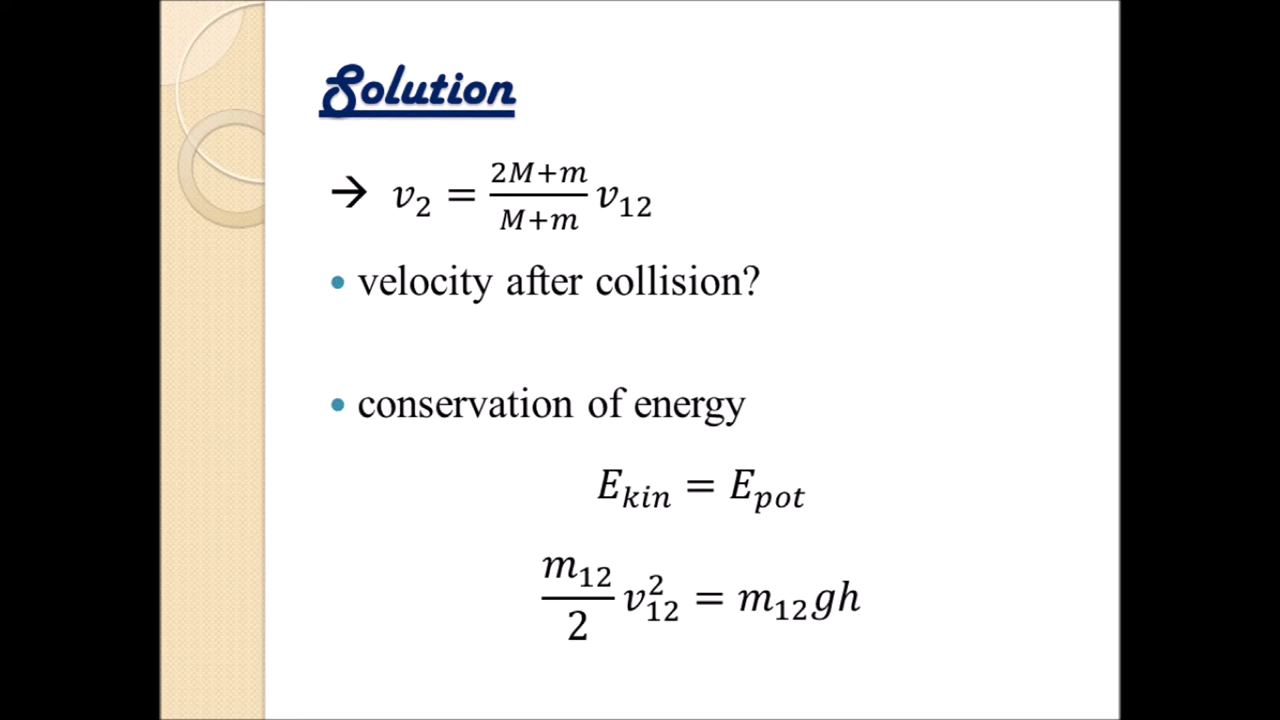 Solution
→ v₂ = (2M+m)/(M+m) v₁₂
• velocity after collision?
• conservation of energy
E_kin = E_pot
m₁₂/2 v₁₂² = m₁₂gh